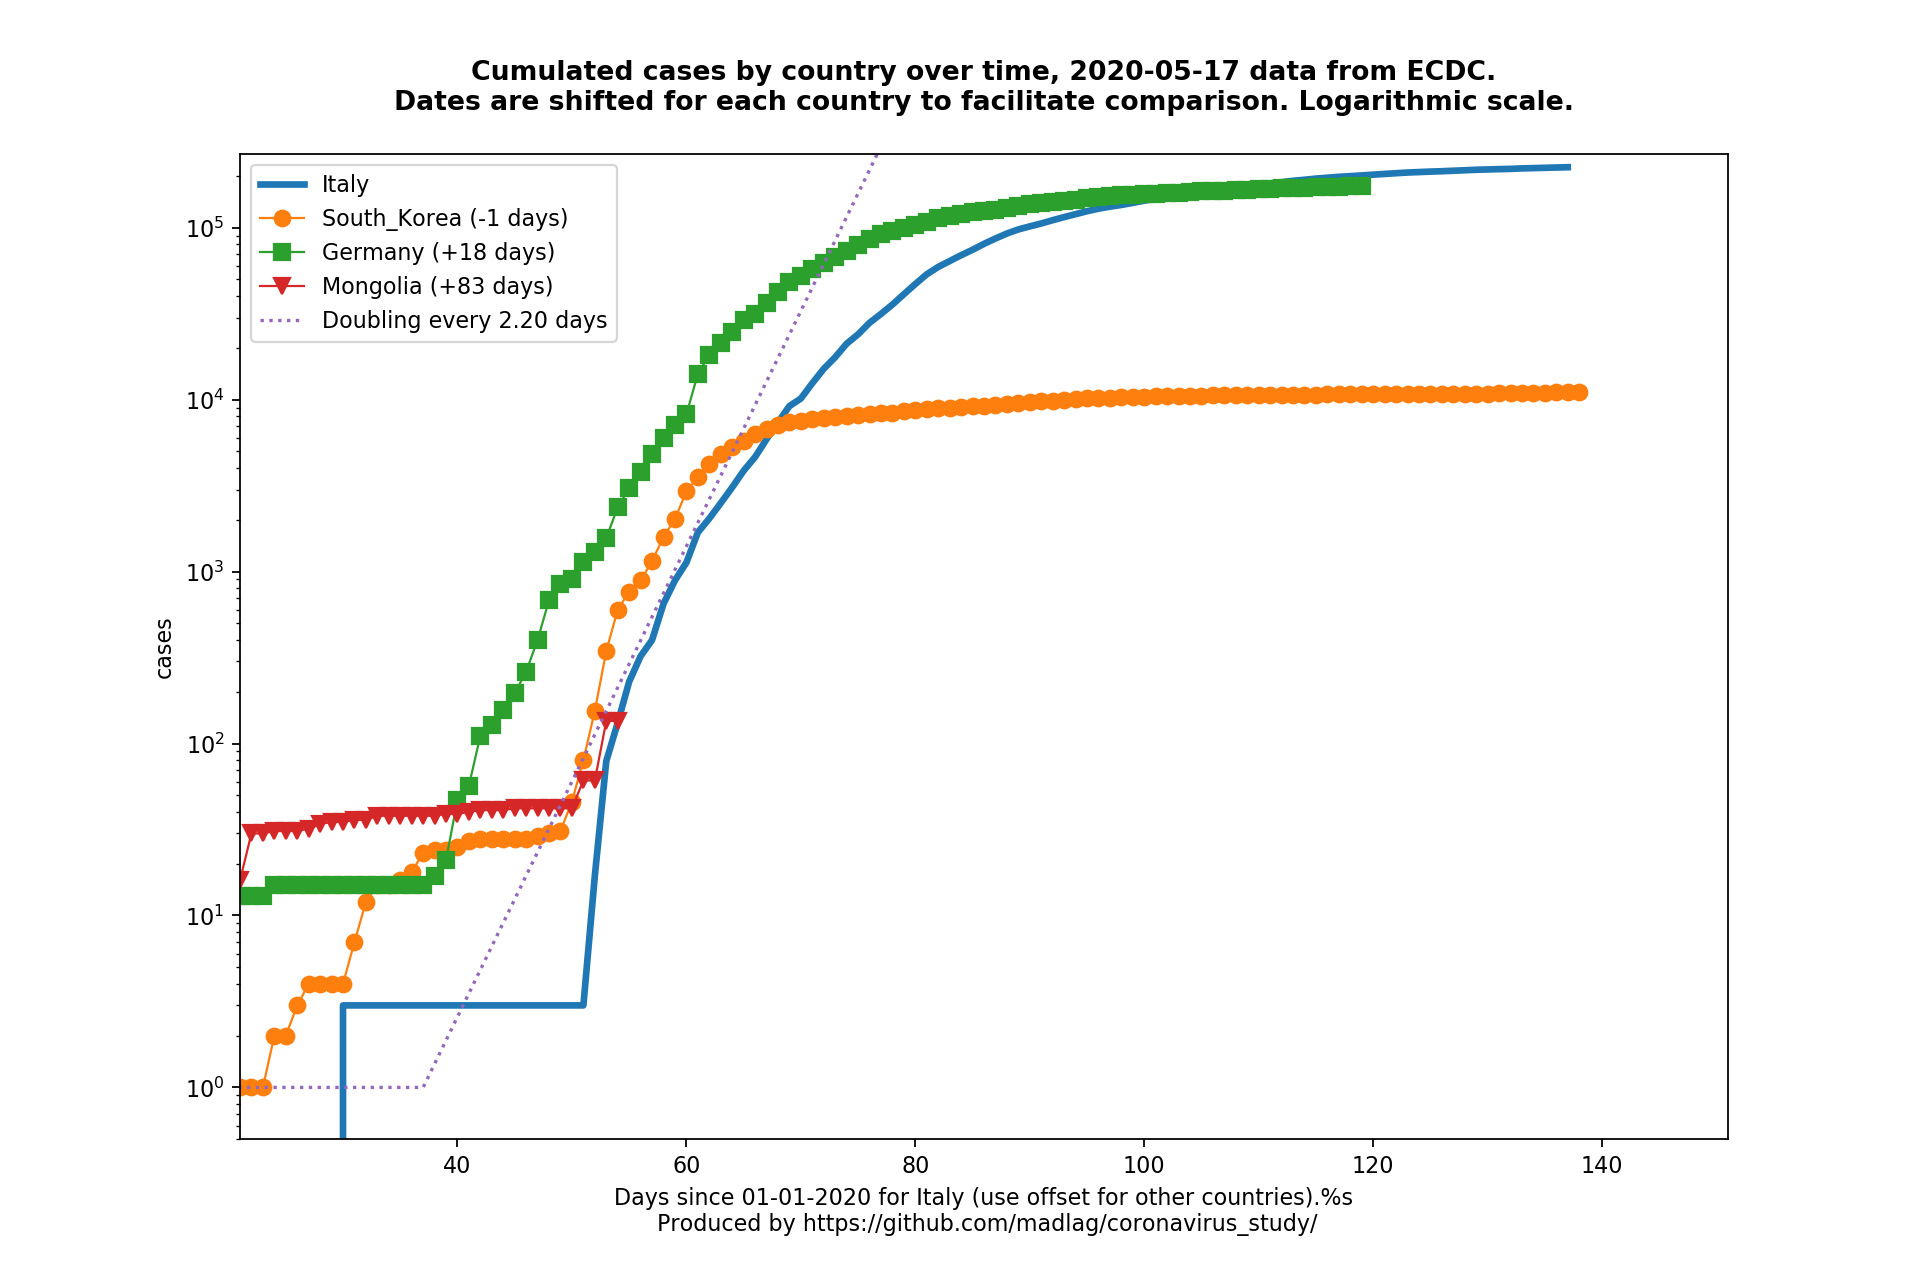 Cumulated cases by country over time, 2020-05-17 data from ECDC.
Dates are shifted for each country to facilitate comparison. Logarithmic scale.
Italy
South_Korea (-1 days)
Germany (+18 days)
Mongolia (+83 days)
Doubling every 2.20 days
10^5
10^4
10^3
10^2
10^1
10^0
cases
40 60 80 100 120 140
Days since 01-01-2020 for Italy (use offset for other countries).%s
Produced by https://github.com/madlag/coronavirus_study/